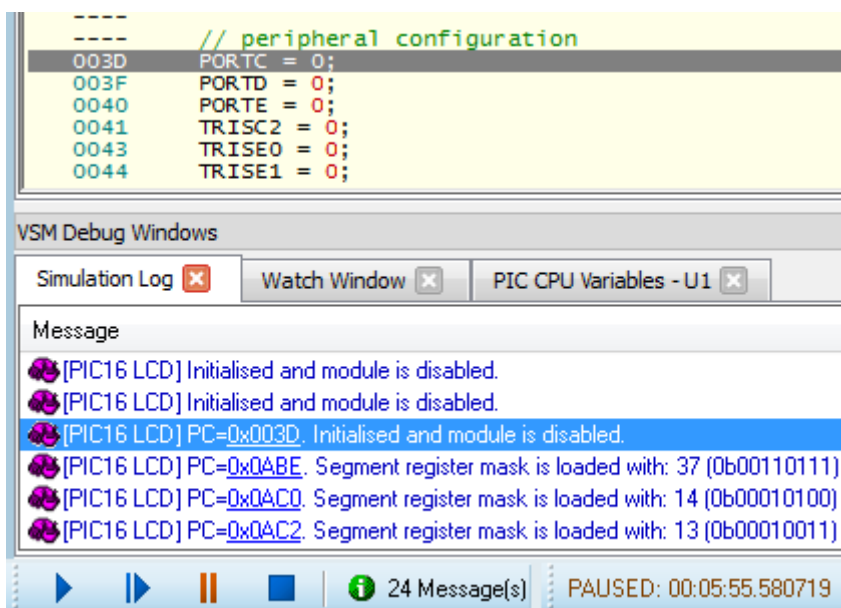 ----
---- // peripheral configuration
003D PORTC = 0;
003F PORTD = 0;
0040 PORTE = 0;
0041 TRISC2 = 0;
0043 TRISE0 = 0;
0044 TRISE1 = 0;
VSM Debug Windows
Simulation Log Watch Window PIC CPU Variables - U1
Message
[PIC16 LCD] Initialised and module is disabled.
[PIC16 LCD] Initialised and module is disabled.
[PIC16 LCD] PC=0x003D. Initialised and module is disabled.
[PIC16 LCD] PC=0x0ABE. Segment register mask is loaded with: 37 (0b00110111)
[PIC16 LCD] PC=0x0AC0. Segment register mask is loaded with: 14 (0b00010100)
[PIC16 LCD] PC=0x0AC2. Segment register mask is loaded with: 13 (0b00010011)
24 Message(s) PAUSED: 00:05:55.580719